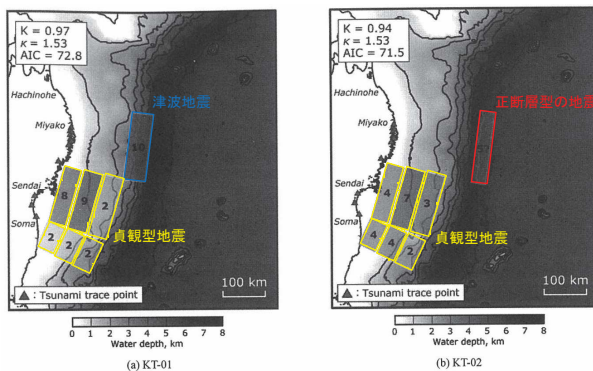 K = 0.97
κ = 1.53
AIC = 72.8
Hachinohe
津波地震
Miyako
10
Sendai
8
9
2
Soma
2
2
2
貞観型地震
▲: Tsunami trace point
100 km
0 1 2 3 4 5 6 7 8
Water depth, km
(a) KT-01
K = 0.94
κ = 1.53
AIC = 71.5
Hachinohe
正断層型の地震
Miyako
Sendai
4
7
3
Soma
4
4
2
貞観型地震
▲: Tsunami trace point
100 km
0 1 2 3 4 5 6 7 8
Water depth, km
(b) KT-02